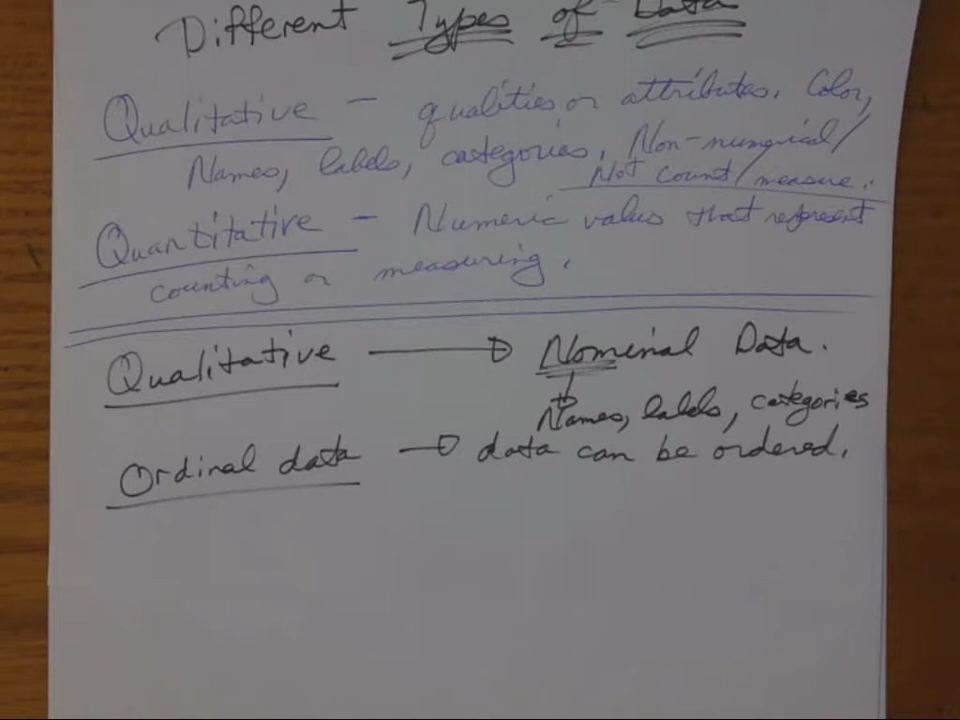 Different Types of Data
Qualitative - qualities or attributes. Color,
Names, labels, categories. Non-numerical/
Not count/measure.
Quantitative - Numeric values that represent
counting or measuring.
Qualitative → Nominal Data.
Names, labels, categories
Ordinal data → data can be ordered.